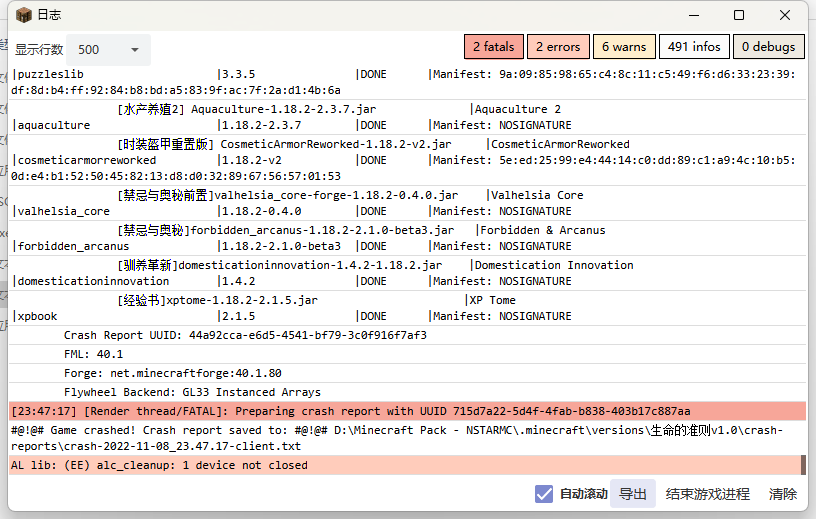 日志
显示行数 500 2 fatals 2 errors 6 warns 491 infos 0 debugs
|puzzleslib |3.3.5 |DONE |Manifest: 9a:09:85:98:65:c4:8c:11:c5:49:f6:d6:33:23:39:
df:8d:b4:ff:92:84:b8:bd:a5:83:9f:ac:7f:2a:d1:4b:6a
[水产养殖2] Aquaculture-1.18.2-2.3.7.jar |Aquaculture 2
|aquaculture |1.18.2-2.3.7 |DONE |Manifest: NOSIGNATURE
[时装盔甲重置版] CosmeticArmorReworked-1.18.2-v2.jar |CosmeticArmorReworked
|cosmeticarmorreworked |1.18.2-v2 |DONE |Manifest: 5e:ed:25:99:e4:44:14:c0:dd:89:c1:a9:4c:10:b5:
0d:e4:b1:52:50:45:82:13:d8:d0:32:89:67:56:57:01:53
[禁忌与奥秘前置]valhelsia_core-forge-1.18.2-0.4.0.jar |Valhelsia Core
|valhelsia_core |1.18.2-0.4.0 |DONE |Manifest: NOSIGNATURE
[禁忌与奥秘]forbidden_arcanus-1.18.2-2.1.0-beta3.jar |Forbidden & Arcanus
|forbidden_arcanus |1.18.2-2.1.0-beta3 |DONE |Manifest: NOSIGNATURE
[驯养革新]domesticationinnovation-1.4.2-1.18.2.jar |Domestication Innovation
|domesticationinnovation |1.4.2 |DONE |Manifest: NOSIGNATURE
[经验书]xptome-1.18.2-2.1.5.jar |XP Tome
|xpbook |2.1.5 |DONE |Manifest: NOSIGNATURE
Crash Report UUID: 44a92cca-e6d5-4541-bf79-3c0f916f7af3
FML: 40.1
Forge: net.minecraftforge:40.1.80
Flywheel Backend: GL33 Instanced Arrays
[23:47:17] [Render thread/FATAL]: Preparing crash report with UUID 715d7a22-5d4f-4fab-b838-403b17c887aa
#@!@# Game crashed! Crash report saved to: #@!@# D:\Minecraft Pack - NSTARMC\.minecraft\versions\生命的准则v1.0\crash-
reports\crash-2022-11-08_23.47.17-client.txt
AL lib: (EE) alc_cleanup: 1 device not closed
自动滚动 导出 结束游戏进程 清除